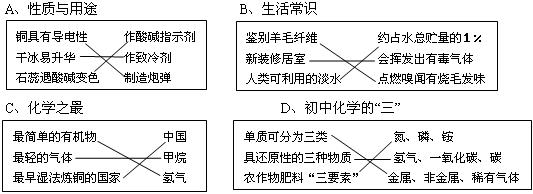 A、性质与用途
铜具有导电性 作酸碱指示剂
干冰易升华 作致冷剂
石蕊遇酸碱变色 制造炮弹
B、生活常识
鉴别羊毛纤维 约占水总贮量的1%
新装修居室 会挥发出有毒气体
人类可利用的淡水 点燃嗅闻有烧毛发味
C、化学之最
最简单的有机物 中国
最轻的气体 甲烷
最早湿法炼铜的国家 氢气
D、初中化学的“三”
单质可分为三类 氮、磷、铵
具还原性的三种物质 氢气、一氧化碳、碳
农作物肥料“三要素” 金属、非金属、稀有气体